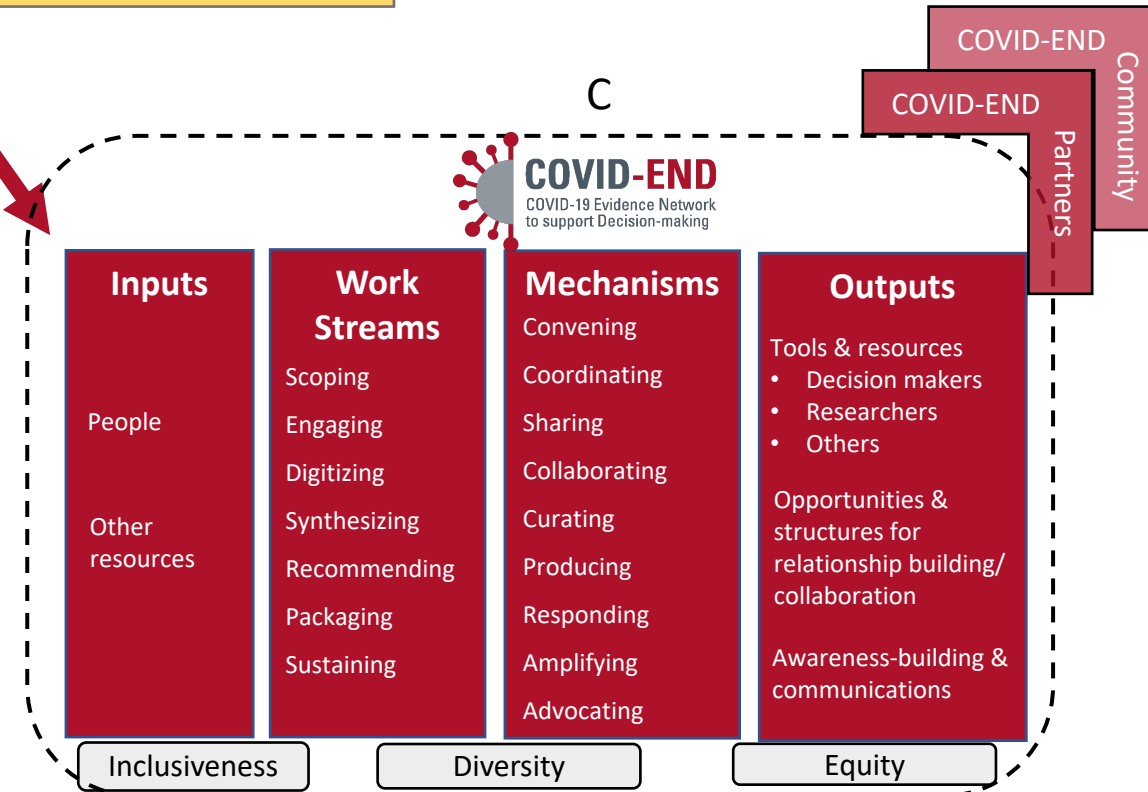 COVID-END
Community
COVID-END
Partners
C
COVID-END
COVID-19 Evidence Network
to support Decision-making
Inputs
People
Other
resources
Work
Streams
Scoping
Engaging
Digitizing
Synthesizing
Recommending
Packaging
Sustaining
Mechanisms
Convening
Coordinating
Sharing
Collaborating
Curating
Producing
Responding
Amplifying
Advocating
Outputs
Tools & resources
• Decision makers
• Researchers
• Others
Opportunities &
structures for
relationship building/
collaboration
Awareness-building &
communications
Inclusiveness
Diversity
Equity